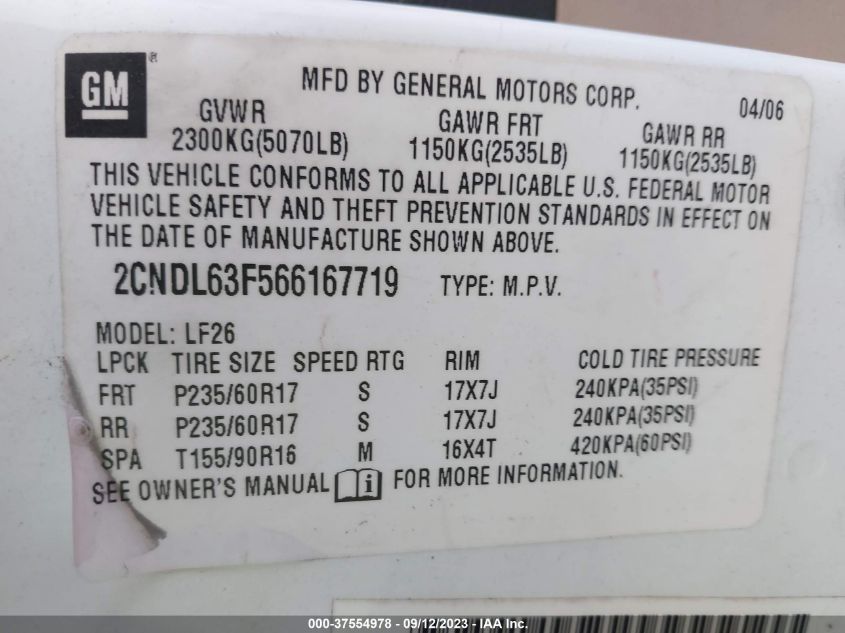 GM ®
MFD BY GENERAL MOTORS CORP. 04/06
GVWR GAWR FRT GAWR RR
2300KG(5070LB) 1150KG(2535LB) 1150KG(2535LB)
THIS VEHICLE CONFORMS TO ALL APPLICABLE U.S. FEDERAL MOTOR
VEHICLE SAFETY AND THEFT PREVENTION STANDARDS IN EFFECT ON
THE DATE OF MANUFACTURE SHOWN ABOVE.
2CNDL63F566167719 TYPE: M.P.V.
MODEL: LF26
LPCK TIRE SIZE SPEED RTG RIM COLD TIRE PRESSURE
FRT P235/60R17 S 17X7J 240KPA(35PSI)
RR P235/60R17 S 17X7J 240KPA(35PSI)
SPA T155/90R16 M 16X4T 420KPA(60PSI)
SEE OWNER'S MANUAL i FOR MORE INFORMATION.
000-37554978 - 09/12/2023 - IAA